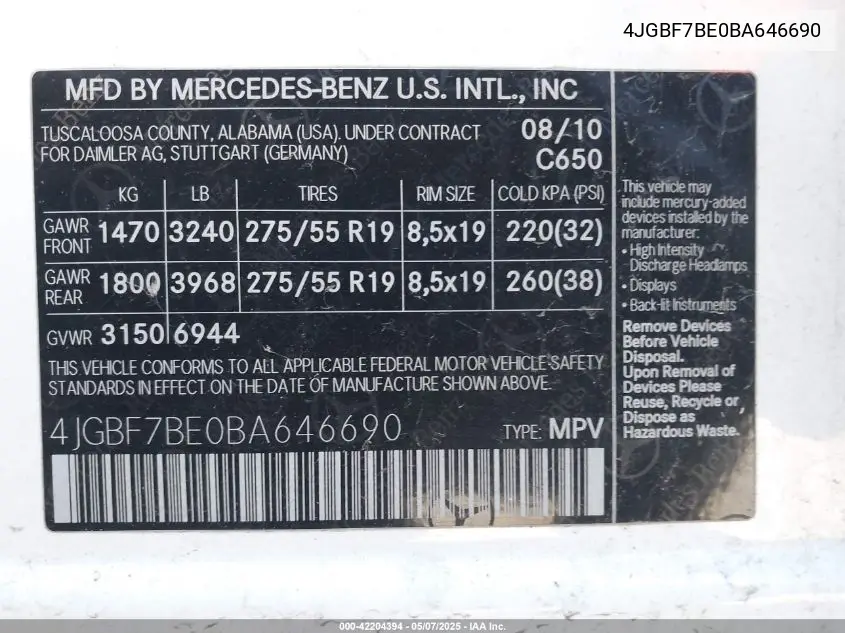 4JGBF7BE0BA646690
MFD BY MERCEDES-BENZ U.S. INTL., INC
TUSCALOOSA COUNTY, ALABAMA (USA). UNDER CONTRACT
FOR DAIMLER AG, STUTTGART (GERMANY)
08/10
C650
KG LB TIRES RIM SIZE COLD KPA (PSI)
GAWR FRONT 1470 3240 275/55 R19 8,5x19 220(32)
GAWR REAR 1800 3968 275/55 R19 8,5x19 260(38)
GVWR 3150 6944
THIS VEHICLE CONFORMS TO ALL APPLICABLE FEDERAL MOTOR VEHICLE SAFETY
STANDARDS IN EFFECT ON THE DATE OF MANUFACTURE SHOWN ABOVE.
4JGBF7BE0BA646690
TYPE: MPV
This vehicle may
include mercury-added
devices installed by the
manufacturer:
• High Intensity
Discharge Headlamps
• Displays
• Back-lit Instruments
Remove Devices
Before Vehicle
Disposal.
Upon Removal of
Devices Please
Reuse, Recycle or
Dispose as
Hazardous Waste.
000-42204394 - 05/07/2025 - IAA Inc.